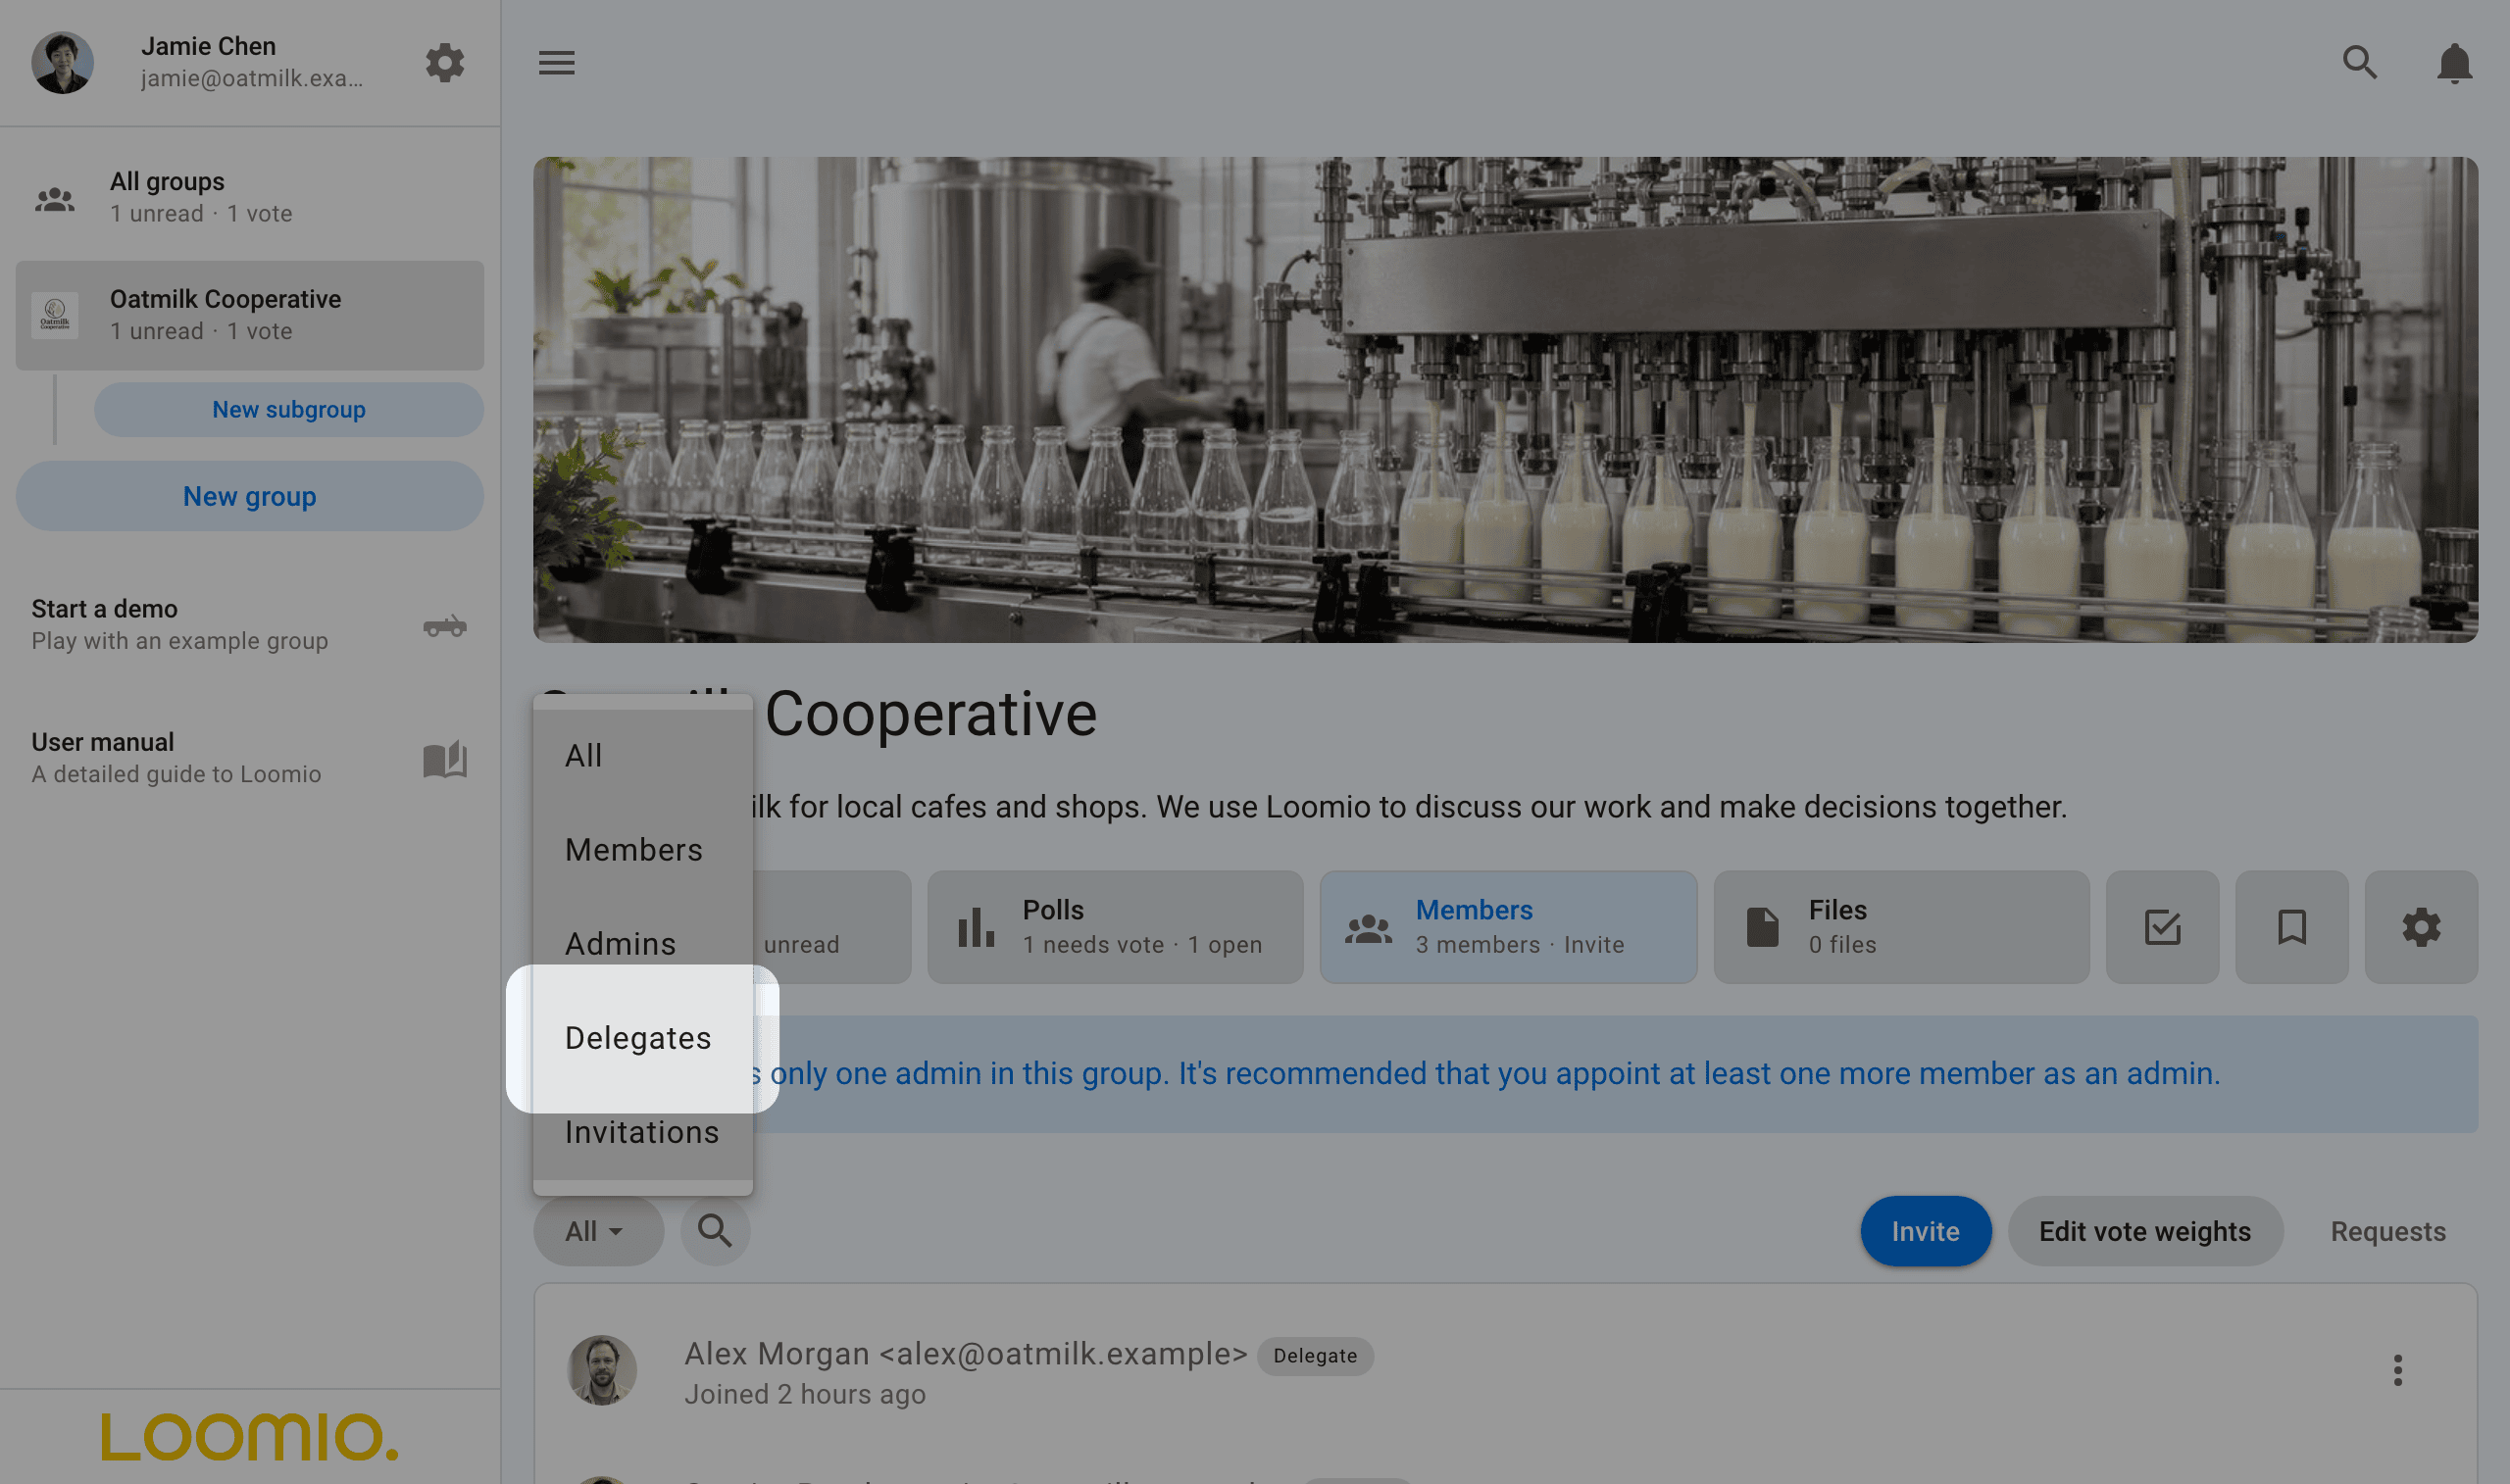 Jamie Chen
jamie@oatmilk.exa...
All groups
1 unread · 1 vote
Oatmilk Cooperative
Oatmilk Cooperative
1 unread · 1 vote
New subgroup
New group
Start a demo
Play with an example group
User manual
A detailed guide to Loomio
LOOMIO.
Cooperative
ilk for local cafes and shops. We use Loomio to discuss our work and make decisions together.
All
Members
Admins
Delegates
Invitations
unread
Polls
1 needs vote · 1 open
Members
3 members · Invite
Files
0 files
s only one admin in this group. It's recommended that you appoint at least one more member as an admin.
All
Invite
Edit vote weights
Requests
Alex Morgan <alex@oatmilk.example>
Delegate
Joined 2 hours ago